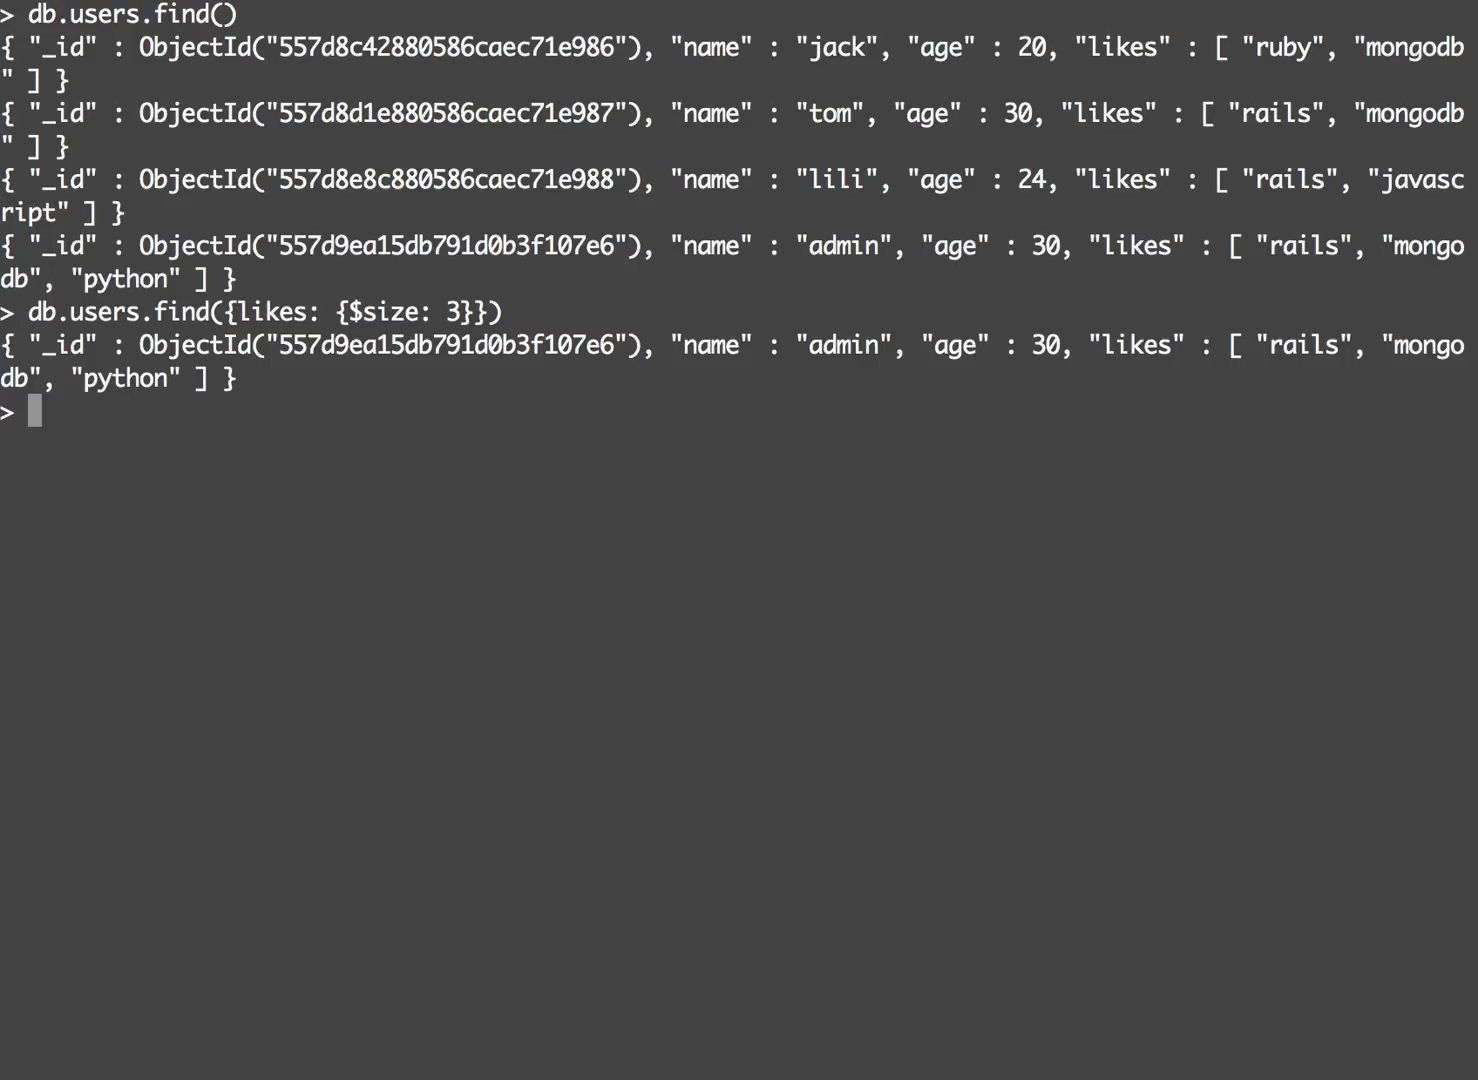 > db.users.find()
{ "_id" : ObjectId("557d8c42880586caec71e986"), "name" : "jack", "age" : 20, "likes" : [ "ruby", "mongodb
" ] }
{ "_id" : ObjectId("557d8d1e880586caec71e987"), "name" : "tom", "age" : 30, "likes" : [ "rails", "mongodb
" ] }
{ "_id" : ObjectId("557d8e8c880586caec71e988"), "name" : "lili", "age" : 24, "likes" : [ "rails", "javasc
ript" ] }
{ "_id" : ObjectId("557d9ea15db791d0b3f107e6"), "name" : "admin", "age" : 30, "likes" : [ "rails", "mongo
db", "python" ] }
> db.users.find({likes: {$size: 3}})
{ "_id" : ObjectId("557d9ea15db791d0b3f107e6"), "name" : "admin", "age" : 30, "likes" : [ "rails", "mongo
db", "python" ] }
>